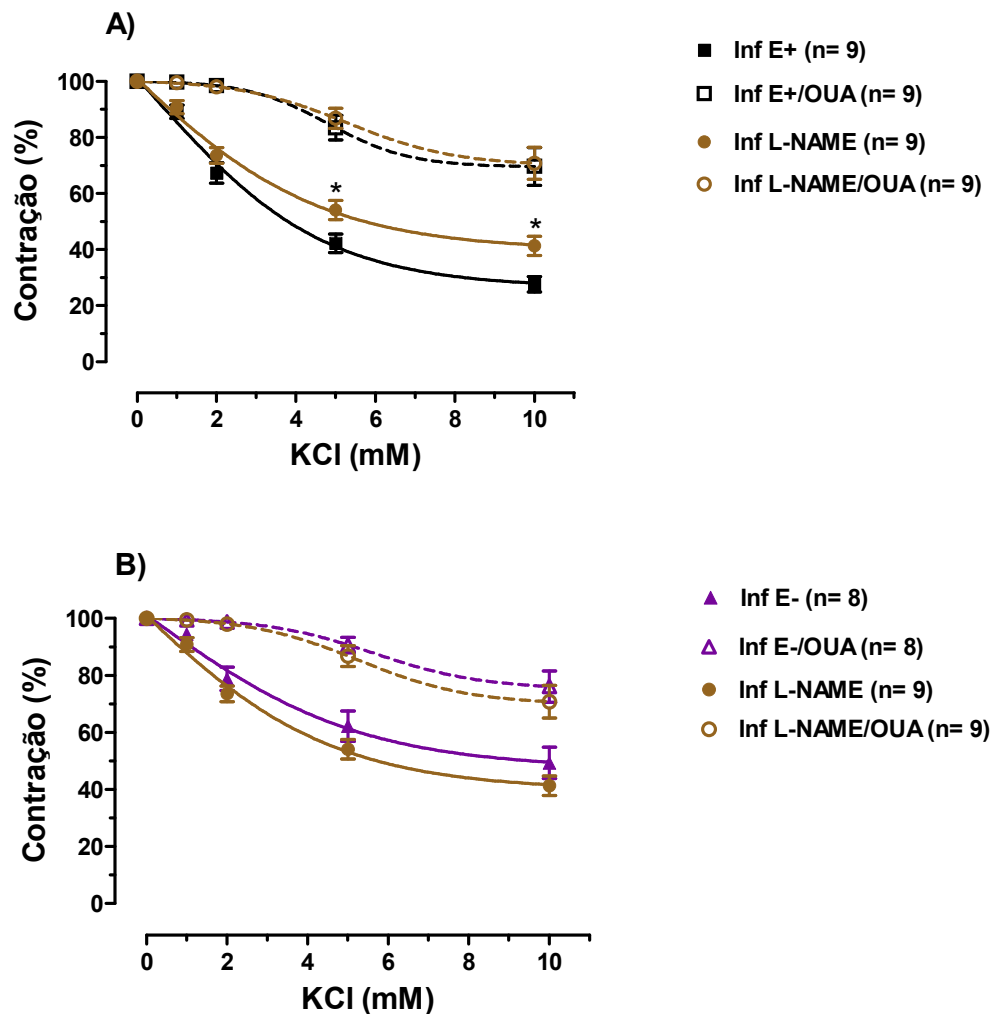 A)
Inf E+ (n= 9)
Inf E+/OUA (n= 9)
Inf L-NAME (n= 9)
Inf L-NAME/OUA (n= 9)
Contração (%)
100
80
60
40
20
0
*
*
0 2 4 6 8 10
KCl (mM)
B)
Inf E- (n= 8)
Inf E-/OUA (n= 8)
Inf L-NAME (n= 9)
Inf L-NAME/OUA (n= 9)
Contração (%)
100
80
60
40
20
0
0 2 4 6 8 10
KCl (mM)